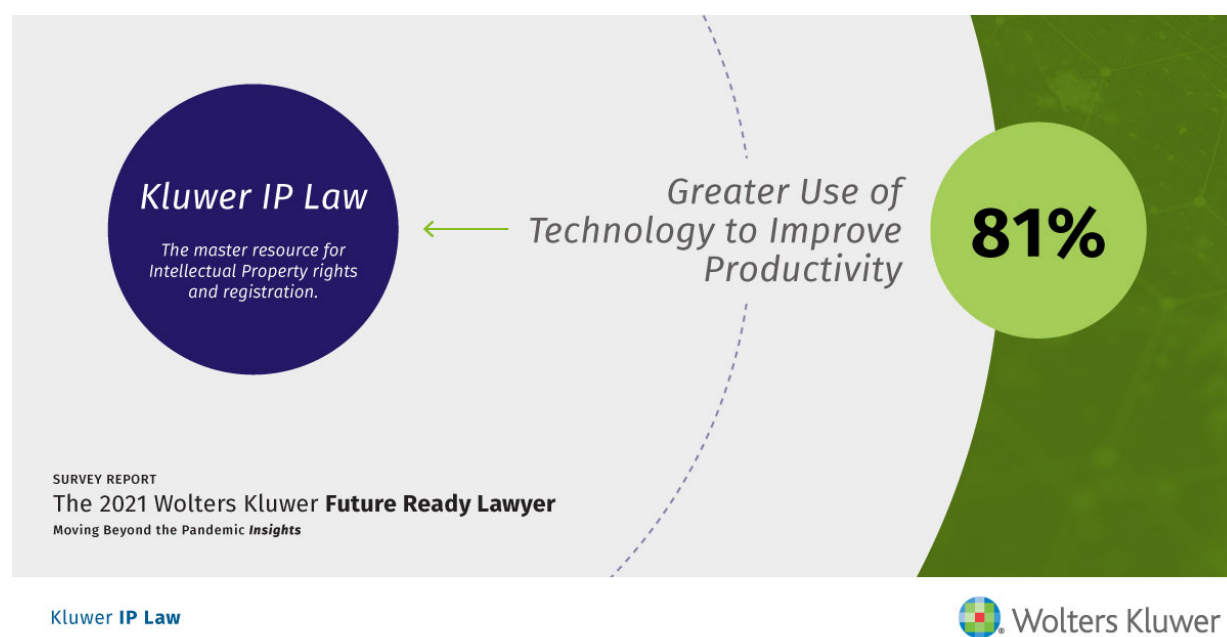 Kluwer IP Law
The master resource for
Intellectual Property rights
and registration.
Greater Use of
Technology to Improve
Productivity
81%
SURVEY REPORT
The 2021 Wolters Kluwer Future Ready Lawyer
Moving Beyond the Pandemic Insights
Kluwer IP Law
Wolters Kluwer